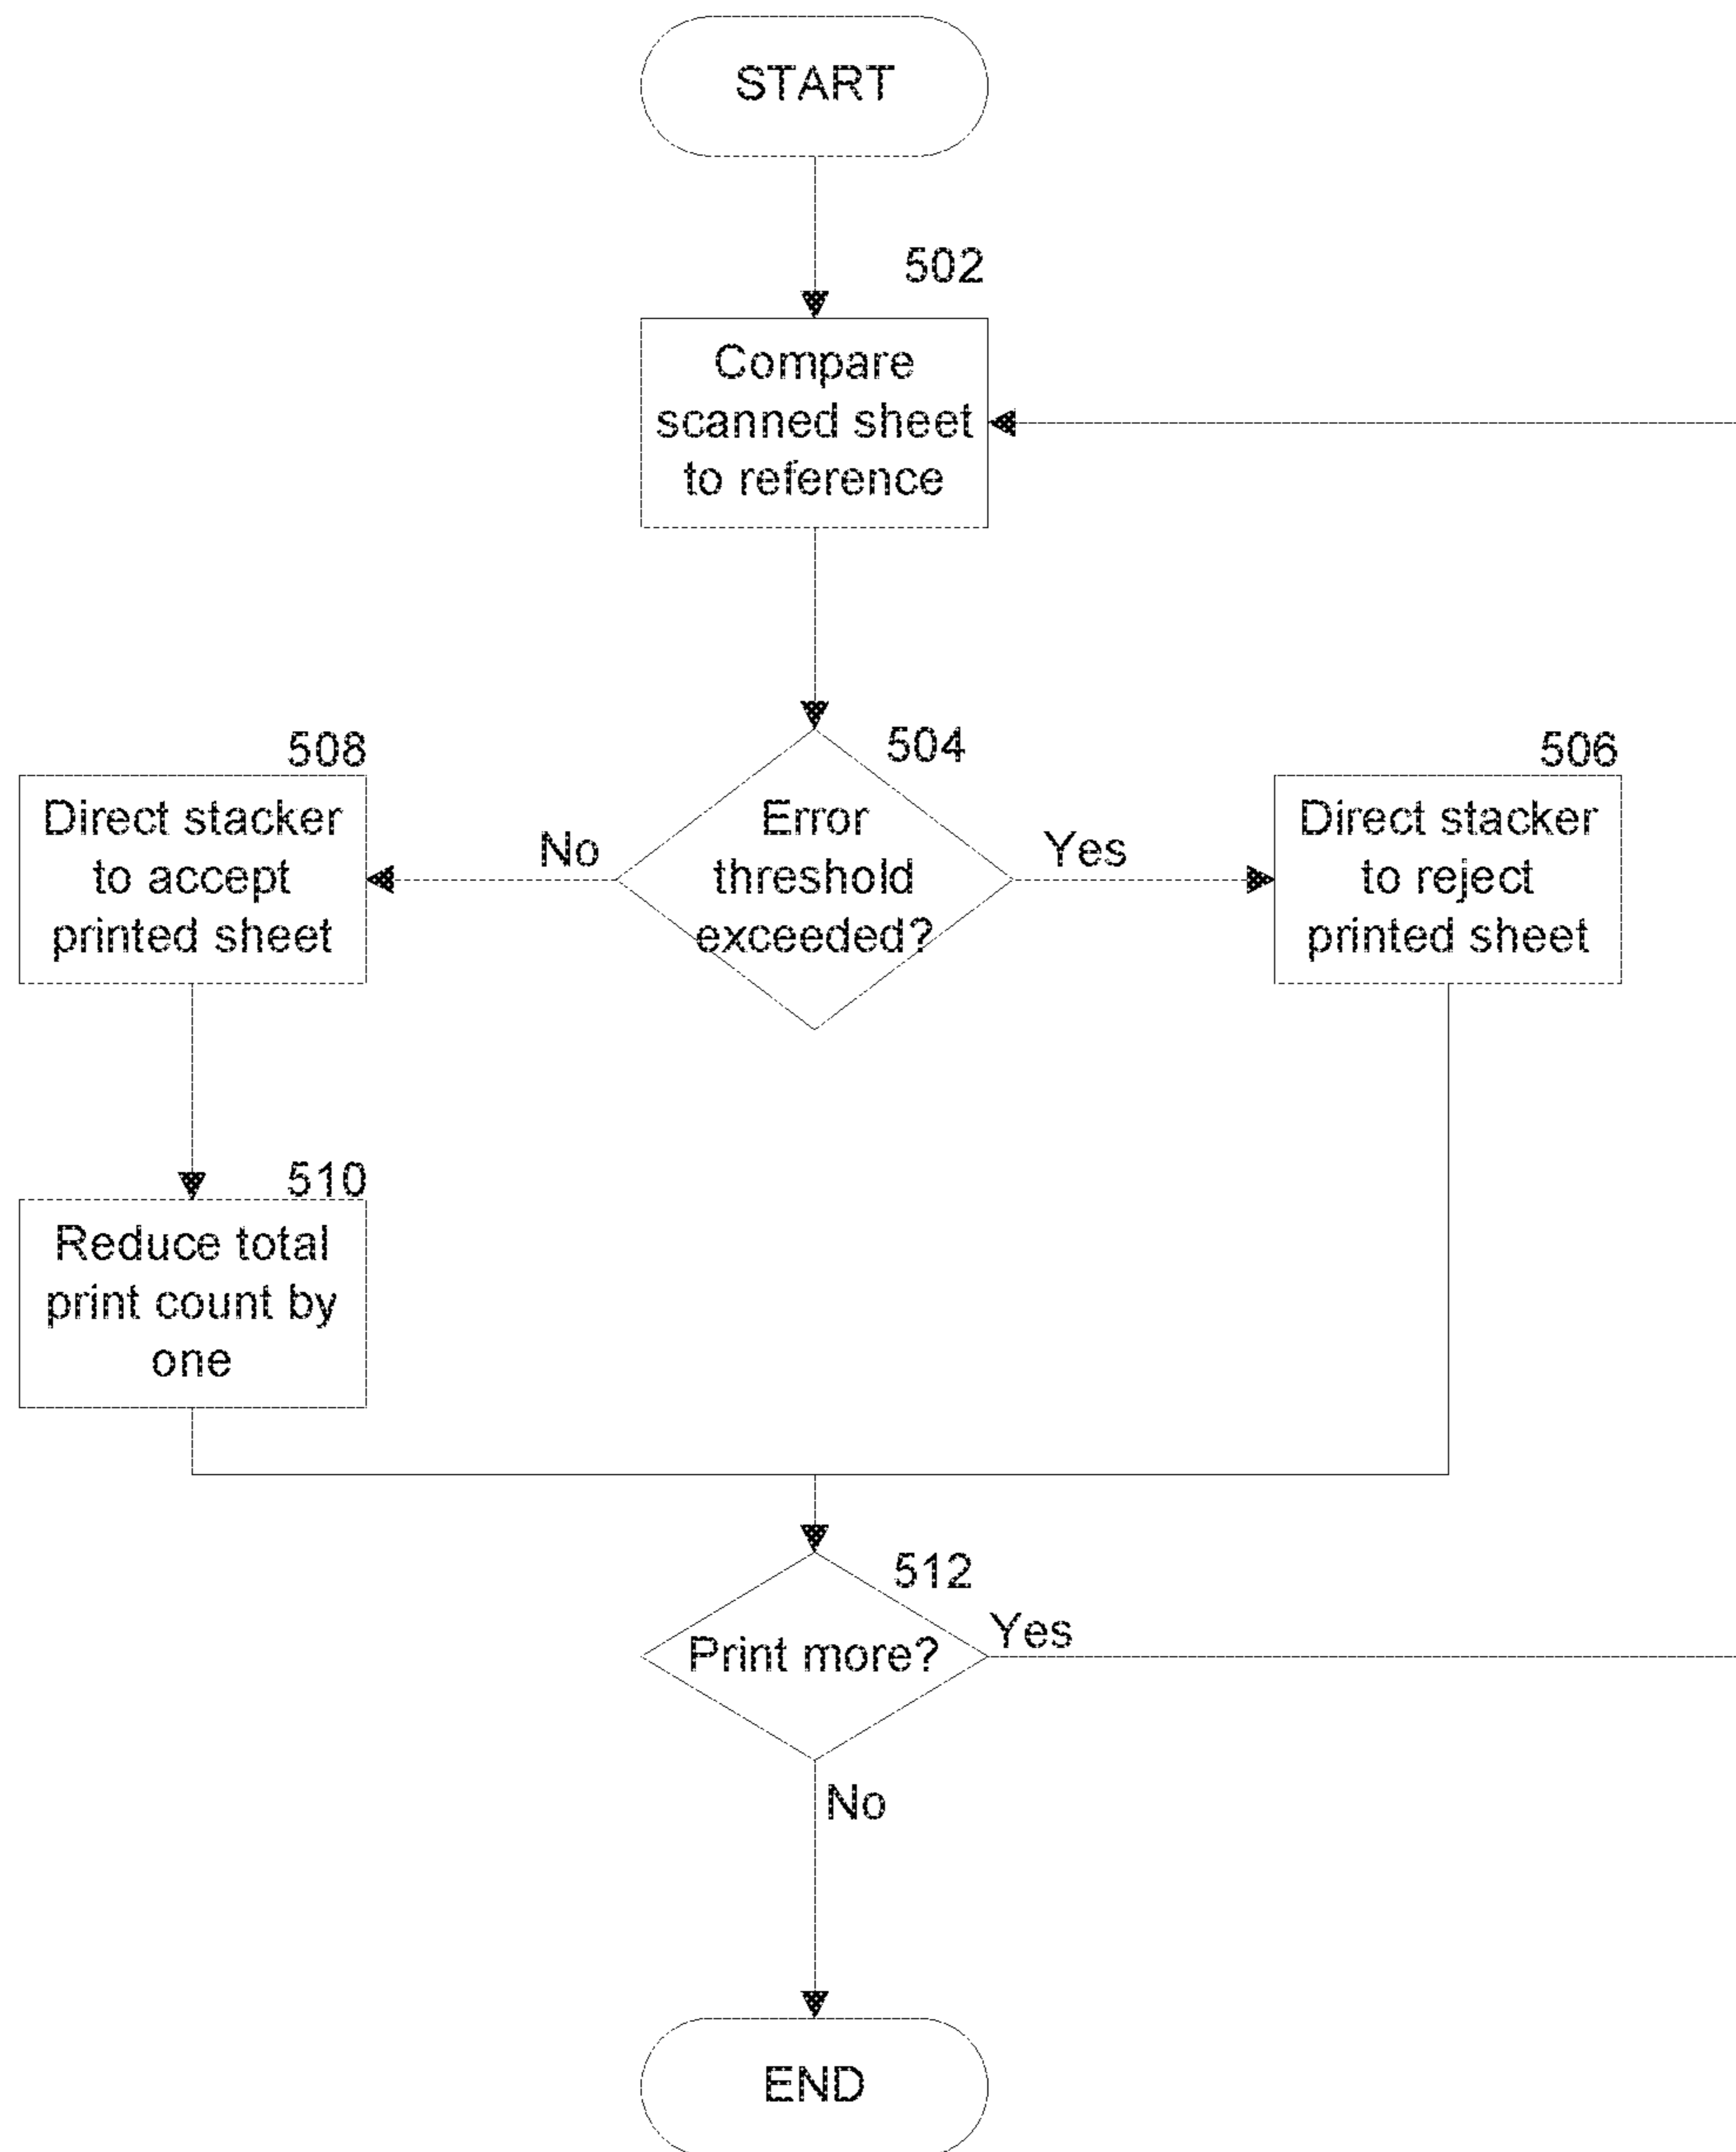 START
502
Compare
scanned sheet
to reference
504
Error
threshold
exceeded?
No
Yes
508
Direct stacker
to accept
printed sheet
506
Direct stacker
to reject
printed sheet
510
Reduce total
print count by
one
512
Print more?
Yes
No
END